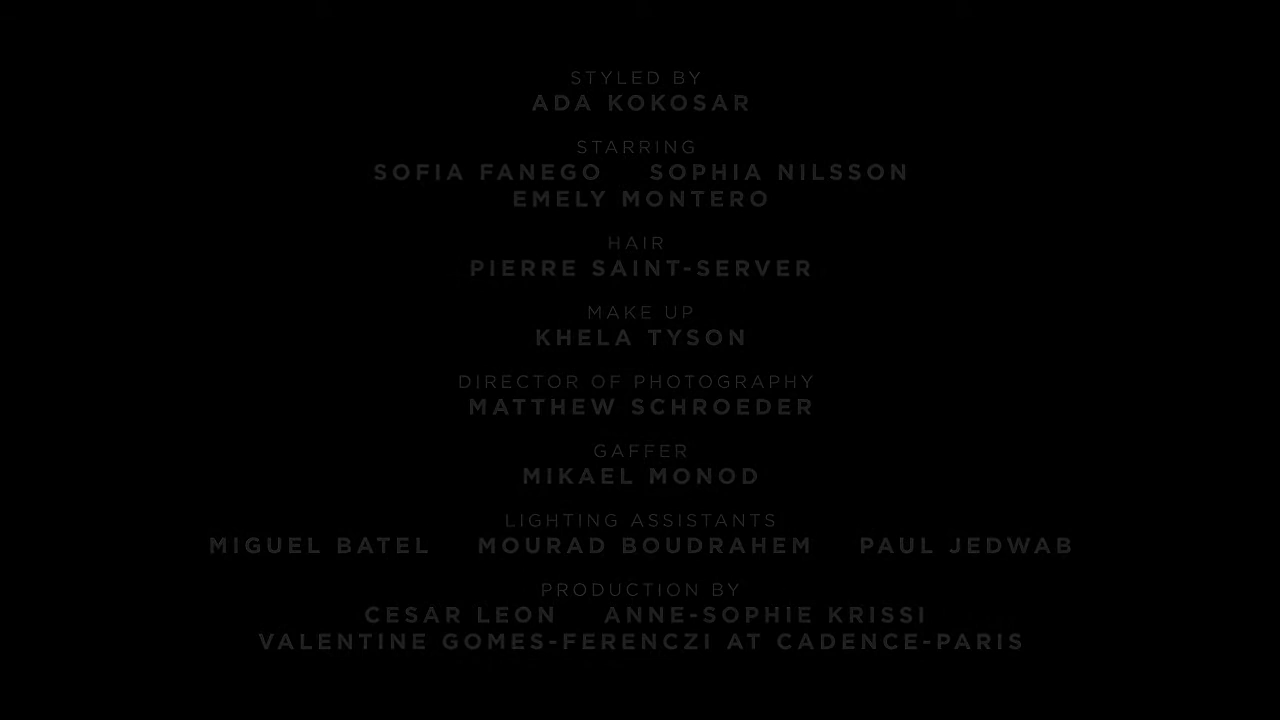 STYLED BY
ADA KOKOSAR
STARRING
SOFIA FANEGO SOPHIA NILSSON
EMELY MONTERO
HAIR
PIERRE SAINT-SERVER
MAKE UP
KHELA TYSON
DIRECTOR OF PHOTOGRAPHY
MATTHEW SCHROEDER
GAFFER
MIKAEL MONOD
LIGHTING ASSISTANTS
MIGUEL BATEL MOURAD BOUDRAHEM PAUL JEDWAB
PRODUCTION BY
CESAR LEON ANNE-SOPHIE KRISSI
VALENTINE GOMES-FERENCZI AT CADENCE-PARIS